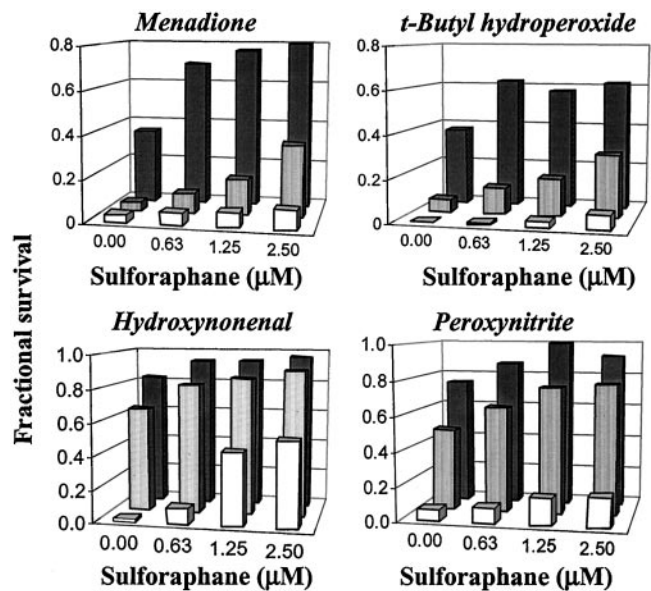 Menadione
t-Butyl hydroperoxide
0.8
0.6
0.4
0.2
0
0.00 0.63 1.25 2.50
Sulforaphane (μM)
0.8
0.6
0.4
0.2
0
0.00 0.63 1.25 2.50
Sulforaphane (μM)
Fractional survival
Hydroxynonenal
Peroxynitrite
1.0
0.8
0.6
0.4
0.2
0.0
0.00 0.63 1.25 2.50
Sulforaphane (μM)
1.0
0.8
0.6
0.4
0.2
0.0
0.00 0.63 1.25 2.50
Sulforaphane (μM)